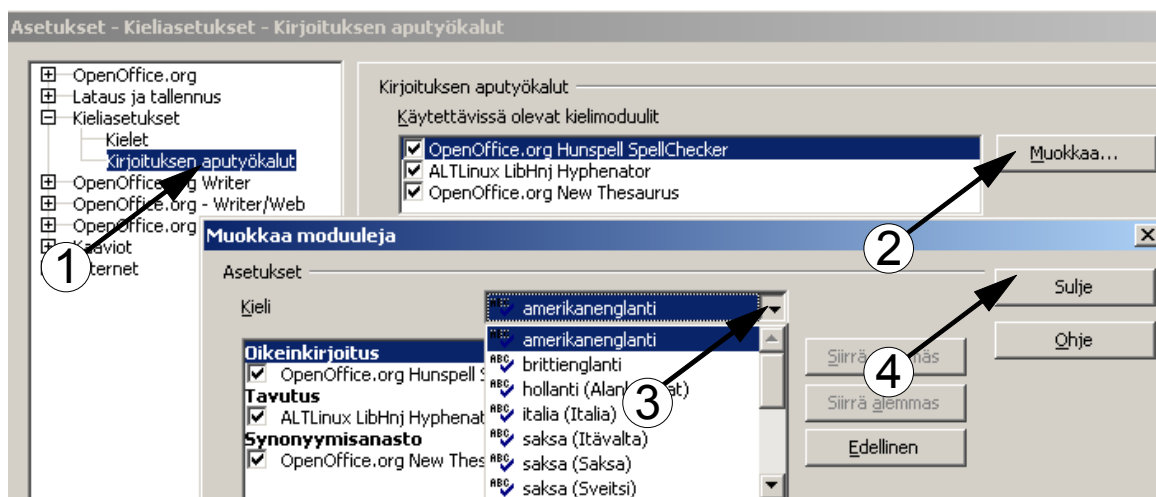 Asetukset - Kieliasetukset - Kirjoituksen aputyökalut
OpenOffice.org
Lataus ja tallennus
Kieliasetukset
Kielet
Kirjoituksen aputyökalut
OpenOffice.org Writer
OpenOffice.org - Writer/Web
OpenOffice.org
Kaaviot
1
Kirjoituksen aputyökalut
Käytettävissä olevat kielimoduulit
OpenOffice.org Hunspell SpellChecker
ALTLinux LibHnj Hyphenator
OpenOffice.org New Thesaurus
Muokkaa...
2
Muokkaa moduuleja
Asetukset
Kieli
amerikanenglanti
amerikanenglanti
brittienglanti
hollanti
italia (Italia)
saksa (Itävalta)
saksa (Saksa)
saksa (Sveitsi)
3
Oikeinkirjoitus
OpenOffice.org Hunspell
Tavutus
ALTLinux LibHnj
Synonyymisanasto
OpenOffice.org New
Sulje
Ohje
4
Siirrä
Siirrä alemmas
Edellinen